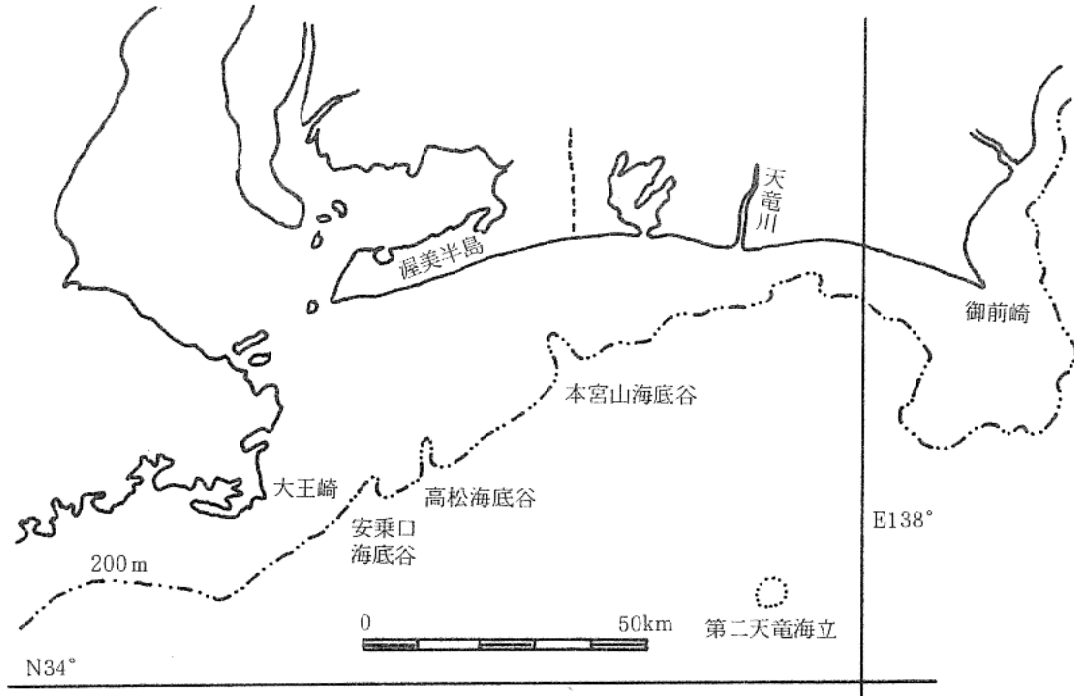 天竜川
渥美半島
御前崎
本宮山海底谷
大王崎
高松海底谷
安乗口
海底谷
E138°
200m
0 50km
第二天竜海立
N34°